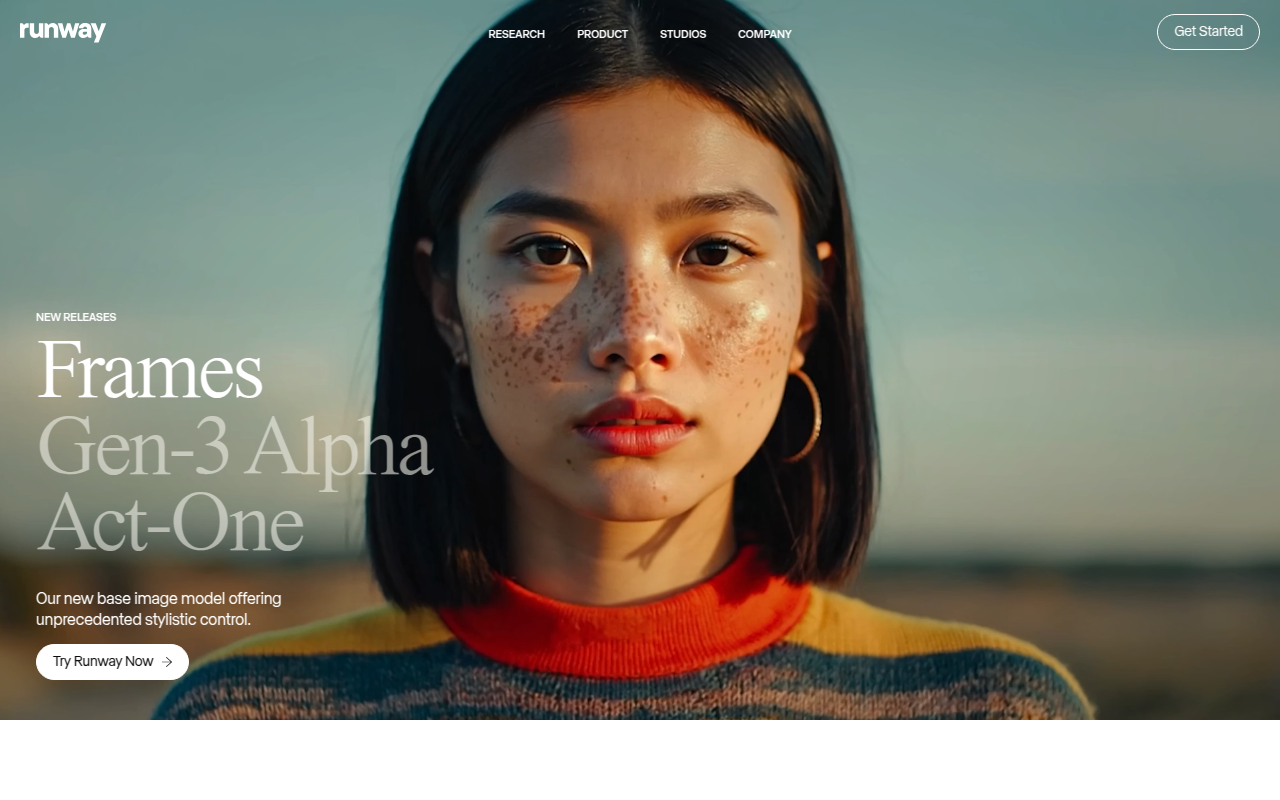 runway
RESEARCH PRODUCT STUDIOS COMPANY
Get Started
NEW RELEASES
Frames
Gen-3 Alpha
Act-One
Our new base image model offering
unprecedented stylistic control.
Try Runway Now